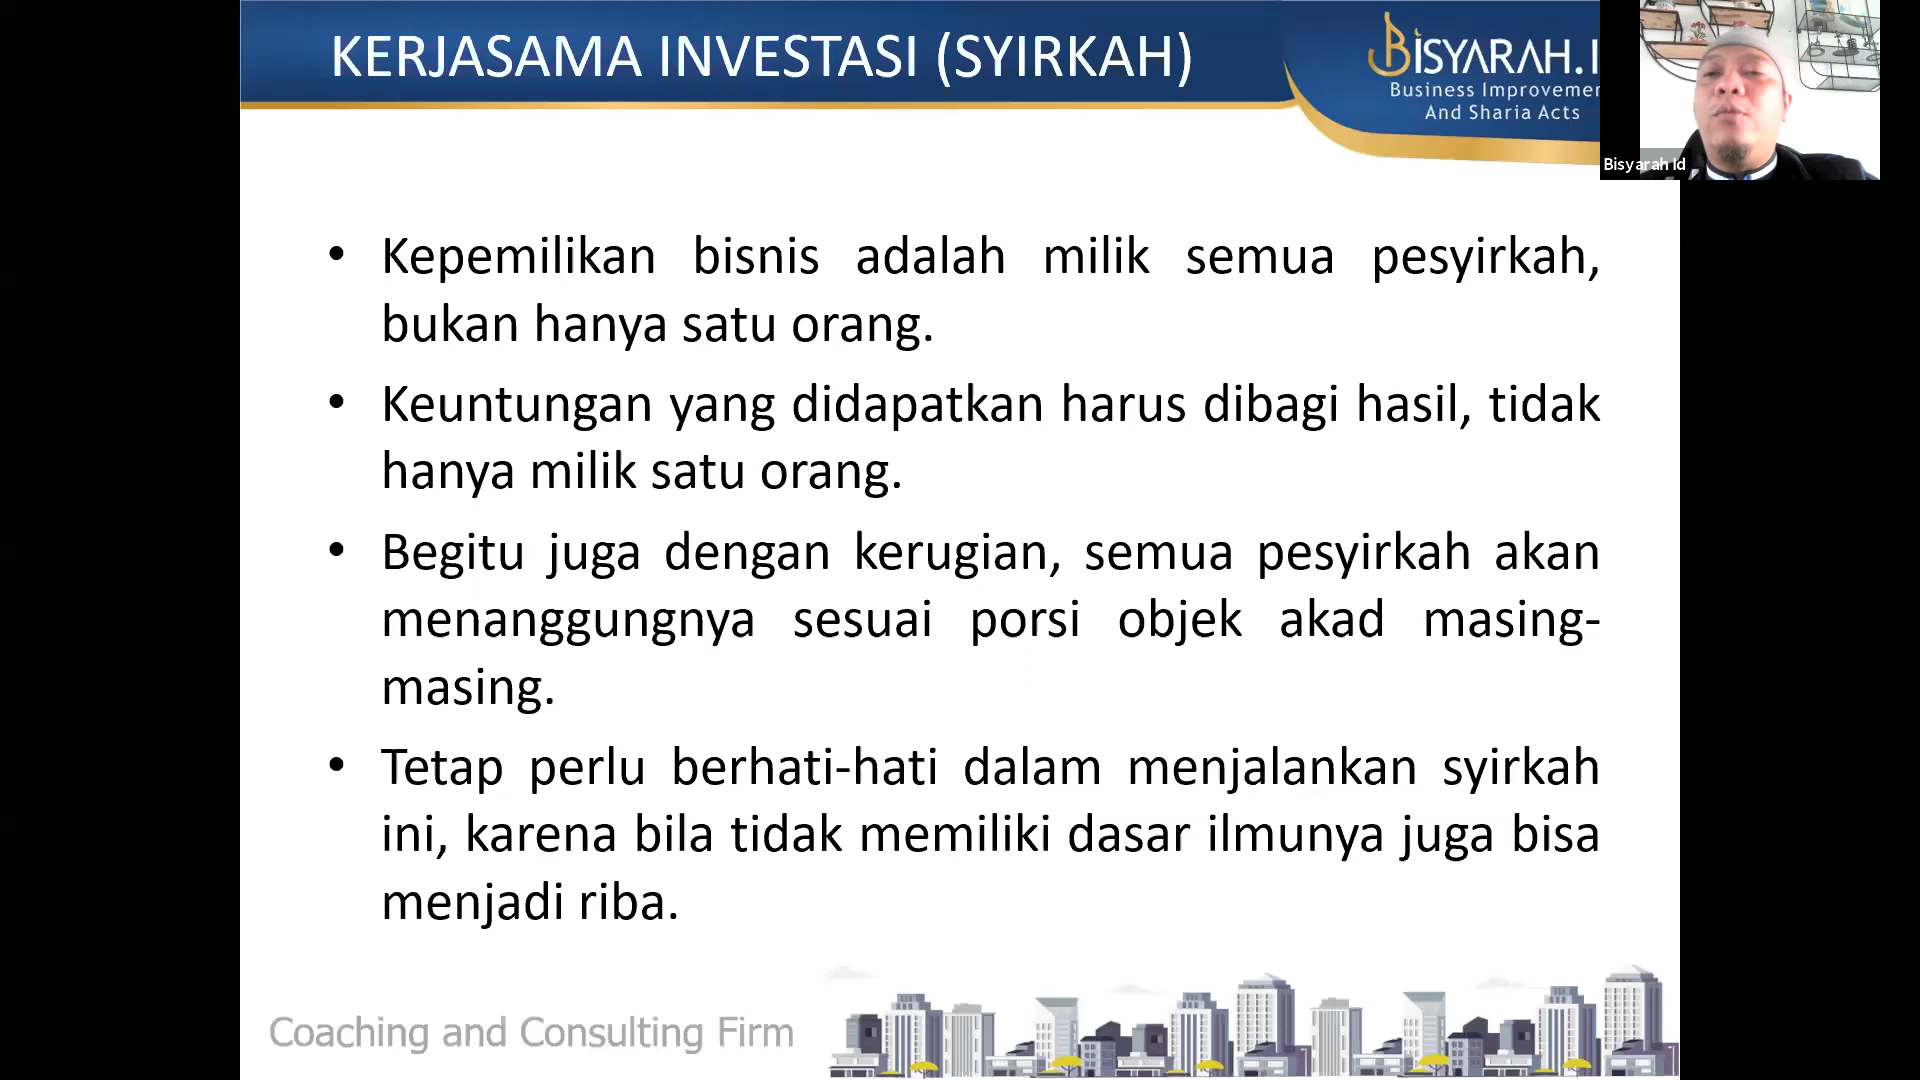 KERJASAMA INVESTASI (SYIRKAH)
BISYARAH.I
Business Improvemen
And Sharia Acts
Bisyarah Id
• Kepemilikan bisnis adalah milik semua pesyirkah,
bukan hanya satu orang.
• Keuntungan yang didapatkan harus dibagi hasil, tidak
hanya milik satu orang.
• Begitu juga dengan kerugian, semua pesyirkah akan
menanggungnya sesuai porsi objek akad masing-
masing.
• Tetap perlu berhati-hati dalam menjalankan syirkah
ini, karena bila tidak memiliki dasar ilmunya juga bisa
menjadi riba.
Coaching and Consulting Firm